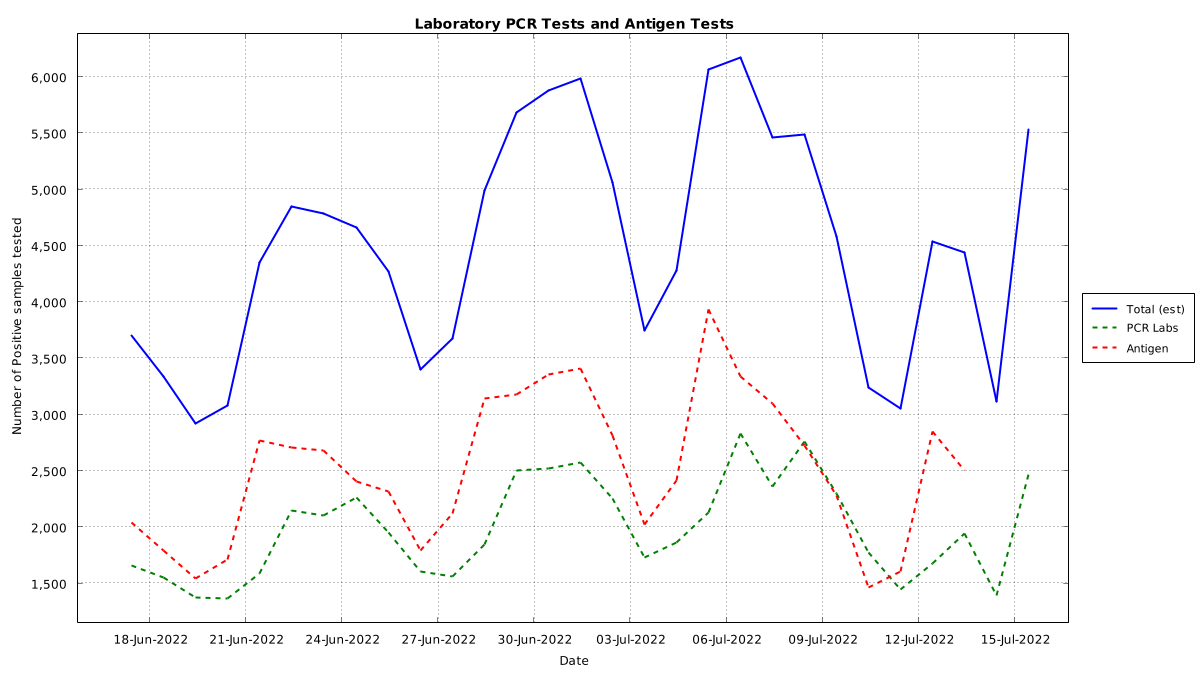 Laboratory PCR Tests and Antigen Tests
Number of Positive samples tested
6,000
5,500
5,000
4,500
4,000
3,500
3,000
2,500
2,000
1,500
18-Jun-2022 21-Jun-2022 24-Jun-2022 27-Jun-2022 30-Jun-2022 03-Jul-2022 06-Jul-2022 09-Jul-2022 12-Jul-2022 15-Jul-2022
Date
Total (est)
PCR Labs
Antigen